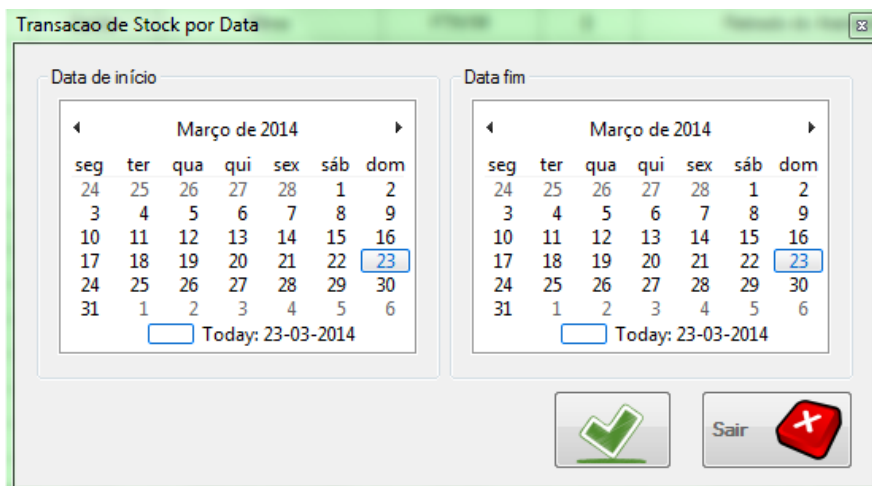 Transacao de Stock por Data
Data de início
Março de 2014
seg ter qua qui sex sáb dom
24 25 26 27 28 1 2
3 4 5 6 7 8 9
10 11 12 13 14 15 16
17 18 19 20 21 22 23
24 25 26 27 28 29 30
31 1 2 3 4 5 6
Today: 23-03-2014
Data fim
Março de 2014
seg ter qua qui sex sáb dom
24 25 26 27 28 1 2
3 4 5 6 7 8 9
10 11 12 13 14 15 16
17 18 19 20 21 22 23
24 25 26 27 28 29 30
31 1 2 3 4 5 6
Today: 23-03-2014
Sair